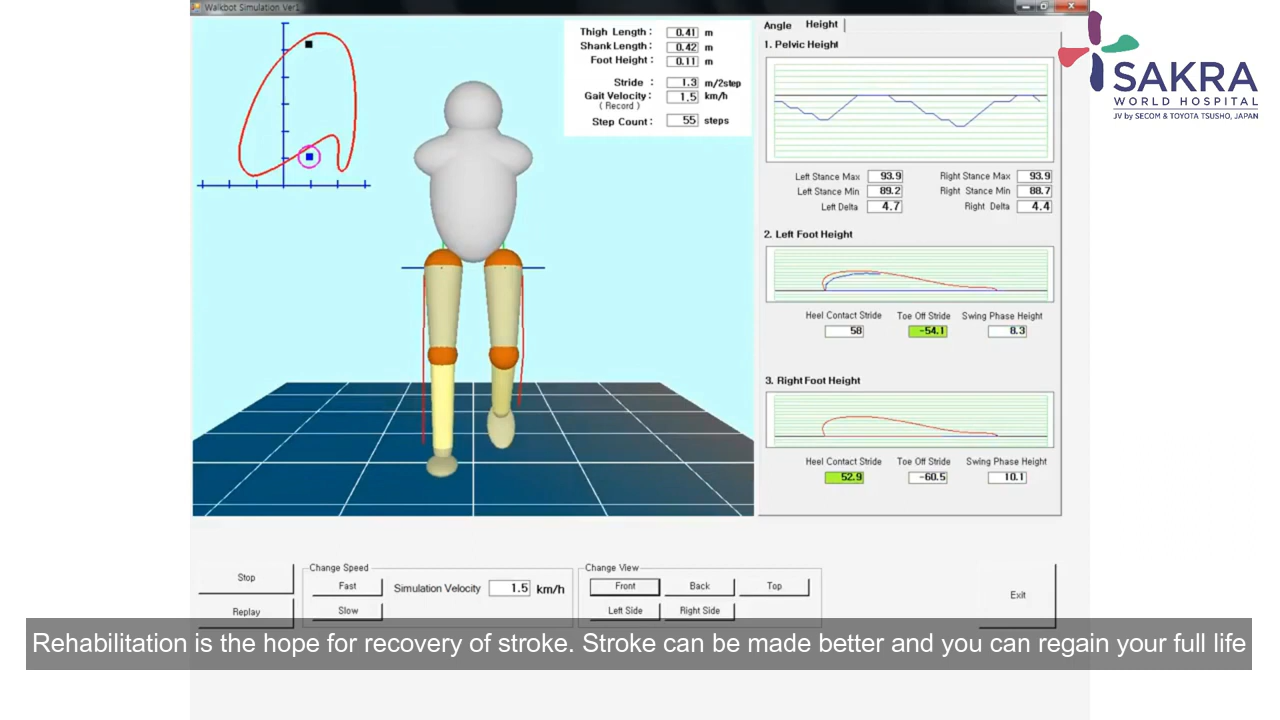 Walkbot Simulation Ver1
Thigh Length : 0.41 m
Shank Length : 0.42 m
Foot Height : 0.11 m
Stride : 1.3 m/2step
Gait Velocity : 1.5 km/h
( Record )
Step Count : 55 steps
Angle Height
1. Pelvic Height
Left Stance Max 93.9 Right Stance Max 93.9
Left Stance Min 89.2 Right Stance Min 88.7
Left Delta 4.7 Right Delta 4.4
2. Left Foot Height
Heel Contact Stride Toe Off Stride Swing Phase Height
58 -54.1 8.3
3. Right Foot Height
Heel Contact Stride Toe Off Stride Swing Phase Height
52.9 -60.5 10.1
SAKRA
WORLD HOSPITAL
JV by SECOM & TOYOTA TSUSHO, JAPAN
Stop
Replay
Change Speed
Fast
Slow
Simulation Velocity 1.5 km/h
Change View
Front Back Top
Left Side Right Side
Exit
Rehabilitation is the hope for recovery of stroke. Stroke can be made better and you can regain your full life